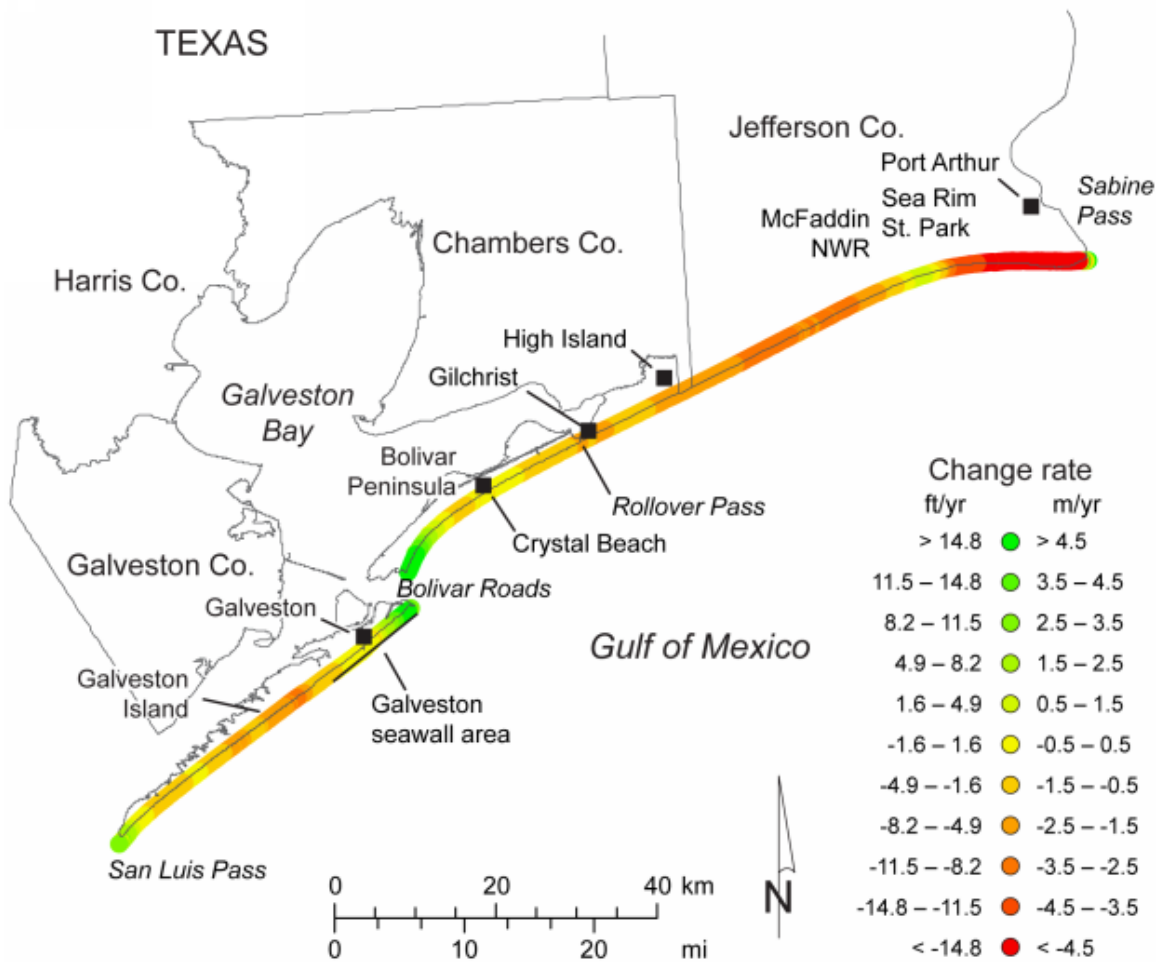 TEXAS
Jefferson Co.
Port Arthur
Sea Rim
St. Park
Sabine
Pass
McFaddin
NWR
Chambers Co.
Harris Co.
High Island
Gilchrist
Galveston
Bay
Bolivar
Peninsula
Rollover Pass
Crystal Beach
Galveston Co.
Bolivar Roads
Galveston
Gulf of Mexico
Galveston
Island
Galveston
seawall area
San Luis Pass
Change rate
ft/yr m/yr
> 14.8 > 4.5
11.5 – 14.8 3.5 – 4.5
8.2 – 11.5 2.5 – 3.5
4.9 – 8.2 1.5 – 2.5
1.6 – 4.9 0.5 – 1.5
-1.6 – 1.6 -0.5 – 0.5
-4.9 – -1.6 -1.5 – -0.5
-8.2 – -4.9 -2.5 – -1.5
-11.5 – -8.2 -3.5 – -2.5
-14.8 – -11.5 -4.5 – -3.5
< -14.8 < -4.5
0 20 40 km
0 10 20 mi
N